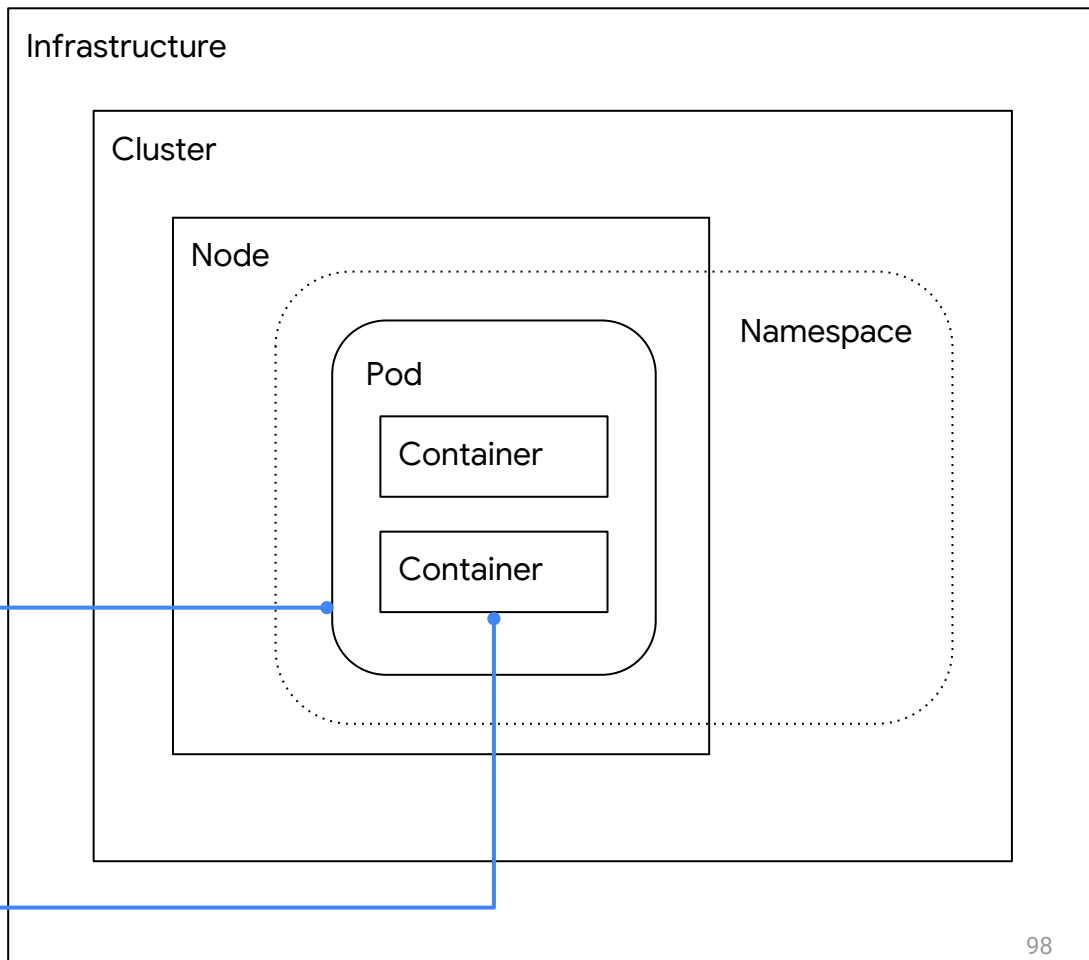 Infrastructure
Cluster
Node
Namespace
Pod
Container
Container
98